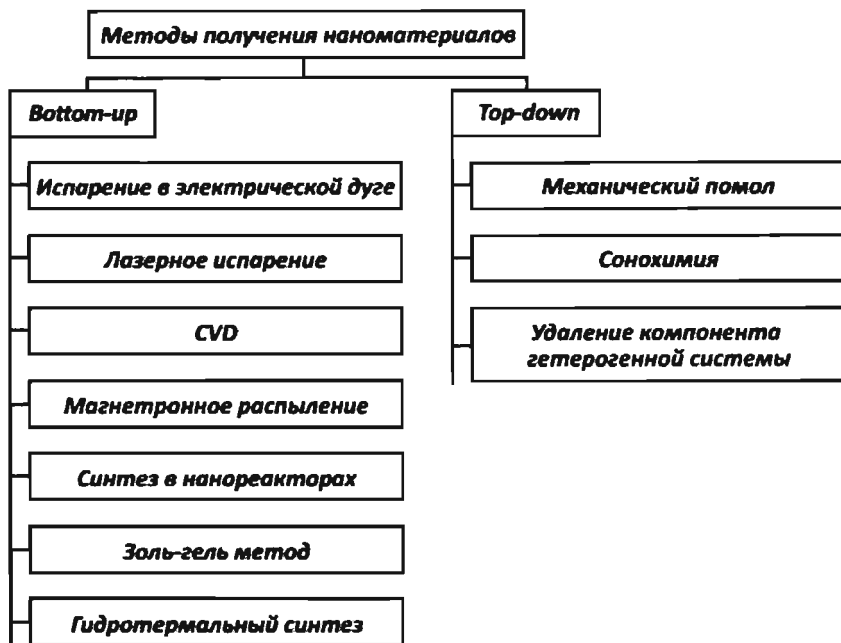 Методы получения наноматериалов
Bottom-up
Top-down
Испарение в электрической дуге
Лазерное испарение
CVD
Магнетронное распыление
Синтез в нанореакторах
Золь-гель метод
Гидротермальный синтез
Механический помол
Сонохимия
Удаление компонента
гетерогенной системы